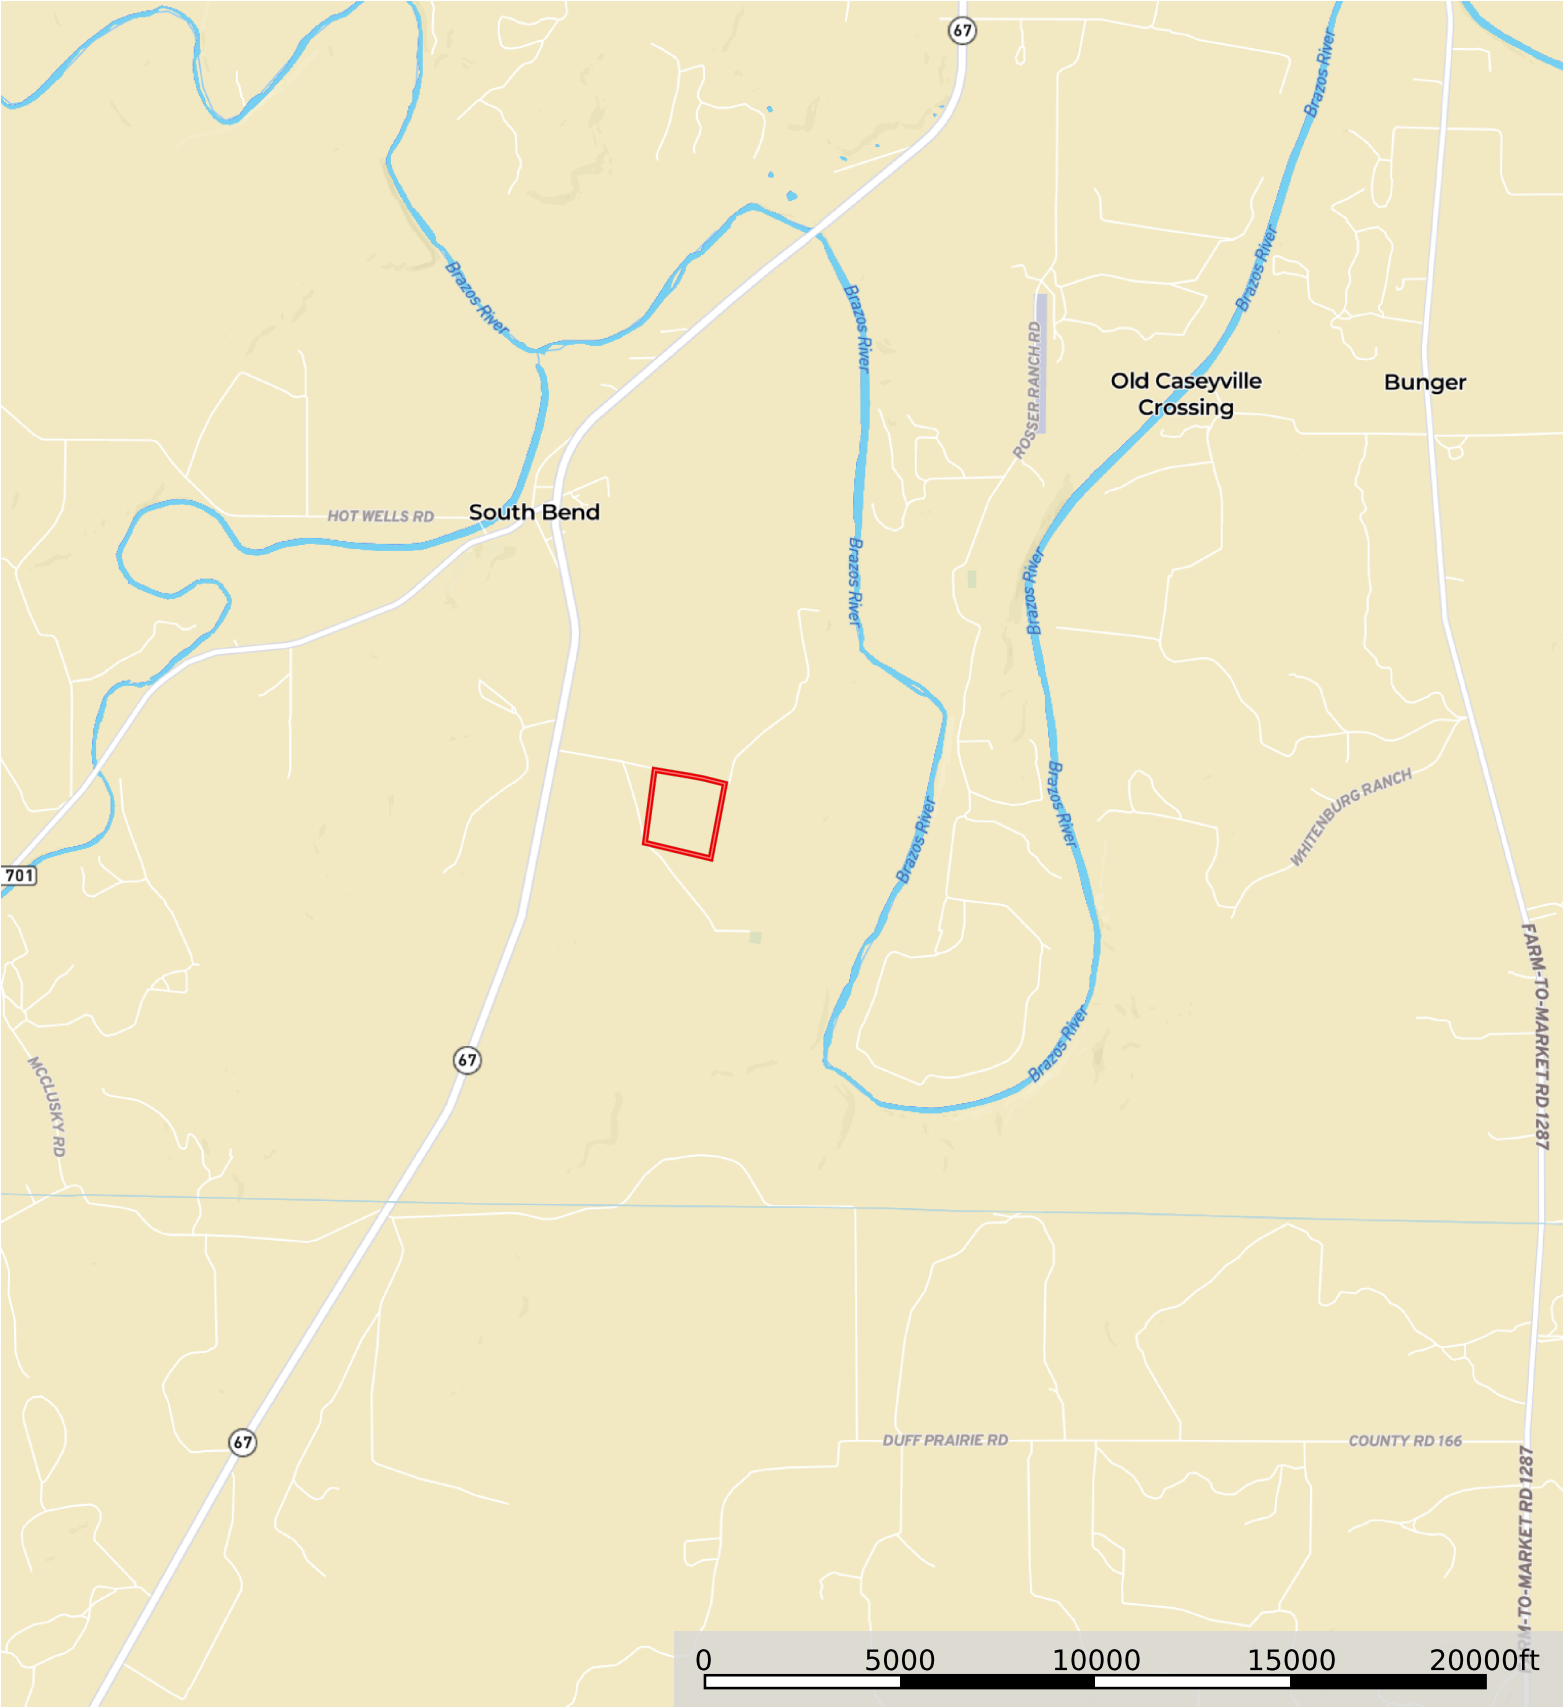 67
Brazos River
Brazos River
Brazos River
Brazos River
ROSSER RANCH RD
Old Caseyville
Crossing
Bunger
HOT WELLS RD
South Bend
Brazos River
Brazos River
Brazos River
WHITENBURG RANCH
Brazos River
701
FARM-TO-MARKET RD 1287
67
MCCLUSKY RD
Brazos River
67
DUFF PRAIRIE RD
COUNTY RD 166
FARM-TO-MARKET RD 1287
0 5000 10000 15000 20000ft